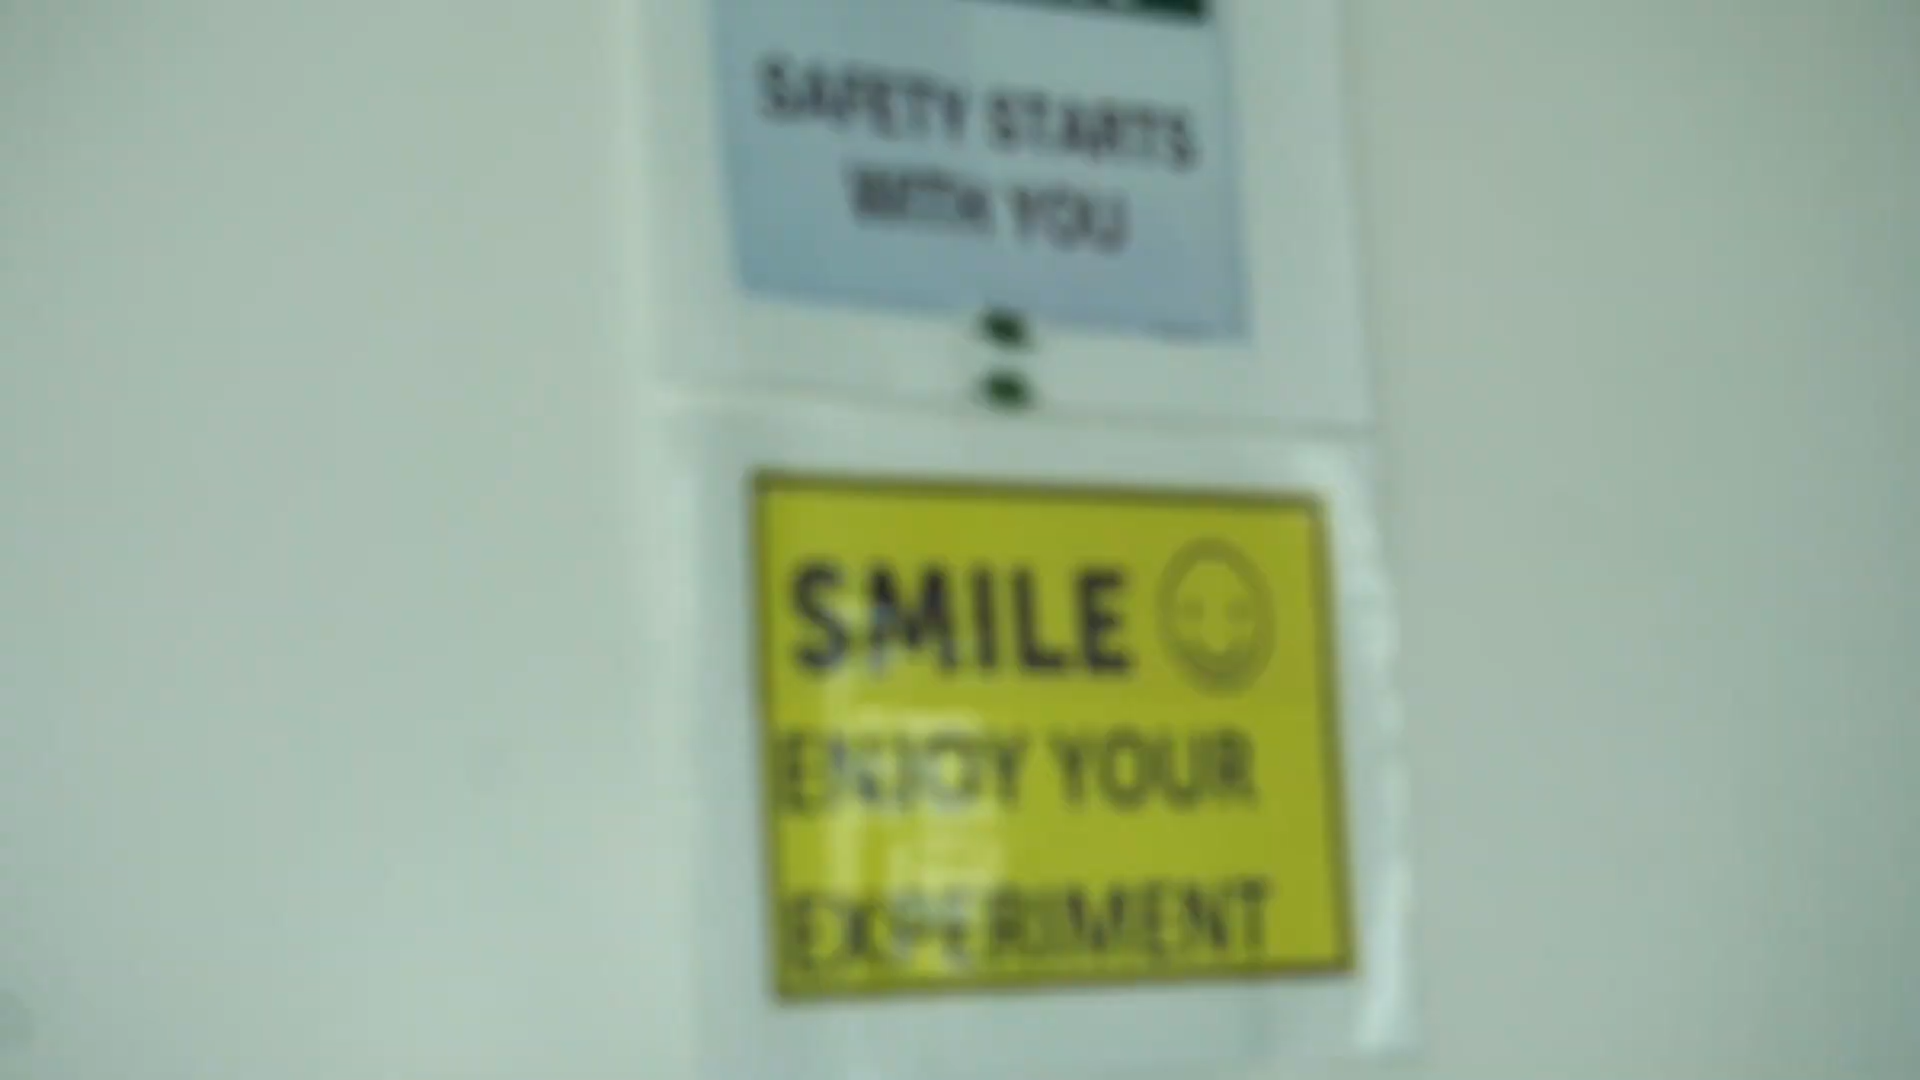 SAFETY STARTS
WITH YOU
SMILE
ENJOY YOUR
EXPERIMENT